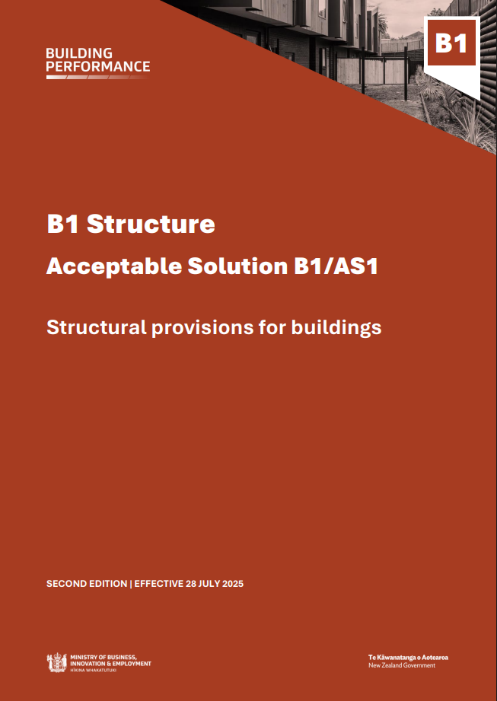 BUILDING
PERFORMANCE
B1
B1 Structure
Acceptable Solution B1/AS1
Structural provisions for buildings
SECOND EDITION | EFFECTIVE 28 JULY 2025
MINISTRY OF BUSINESS,
INNOVATION & EMPLOYMENT
HĪKINA WHAKATUTUKI
Te Kāwanatanga o Aotearoa
New Zealand Government